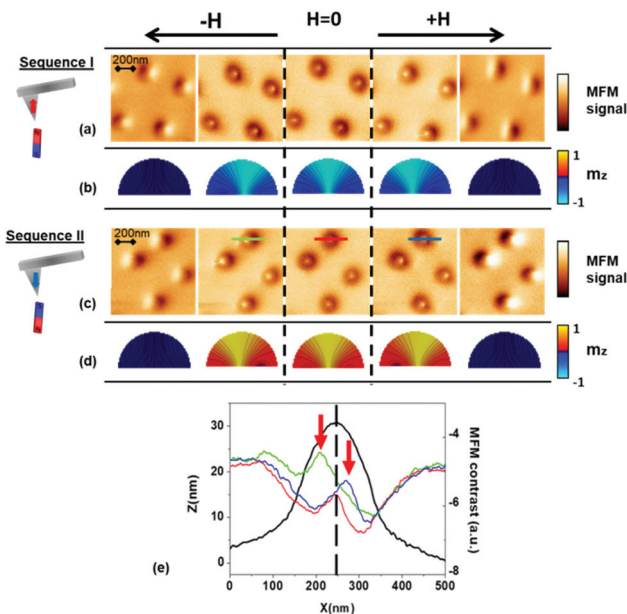 -H H=0 +H
Sequence I
200nm
(a)
MFM
signal
(b)
1
mz
-1
Sequence II
200nm
(c)
MFM
signal
(d)
1
mz
-1
30
20
10
0
Z(nm)
-4
-6
-8
MFM contrast (a.u.)
(e)
0 100 200 300 400 500
X(nm)